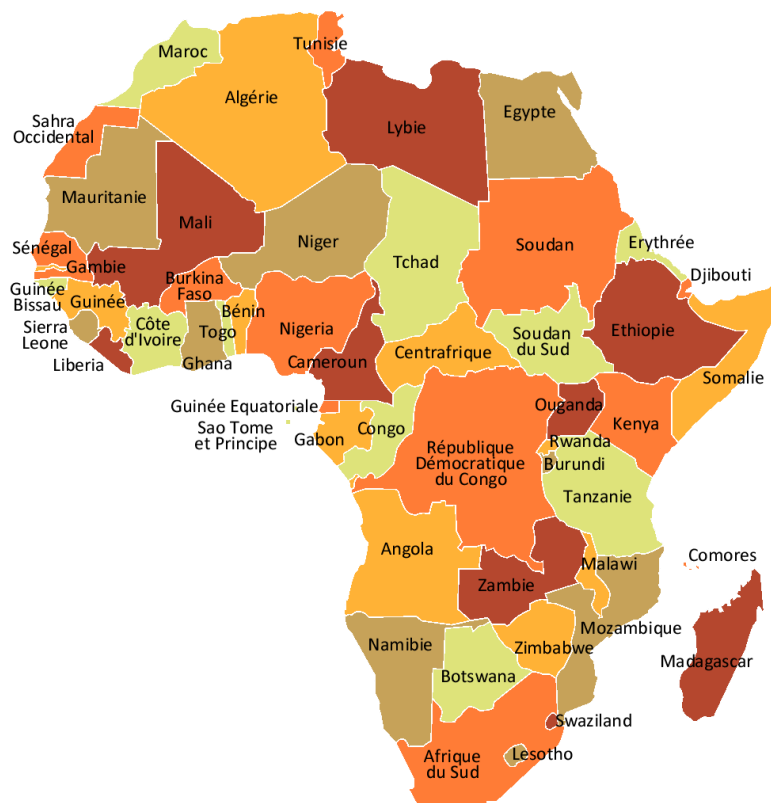 Tunisie
Maroc
Algérie
Egypte
Lybie
Sahra
Occidental
Mauritanie
Mali
Niger
Tchad
Soudan
Erythrée
Sénégal
Gambie
Djibouti
Burkina
Faso
Guinée
Bissau
Guinée
Côte
d'Ivoire
Togo
Bénin
Nigeria
Soudan
du Sud
Ethiopie
Sierra
Leone
Liberia
Ghana
Cameroun
Centrafrique
Somalie
Guinée Equatoriale
Ouganda
Kenya
Sao Tome
et Principe
Gabon
Congo
République
Démocratique
du Congo
Rwanda
Burundi
Tanzanie
Angola
Comores
Malawi
Zambie
Mozambique
Namibie
Zimbabwe
Madagascar
Botswana
Swaziland
Afrique
du Sud
Lesotho